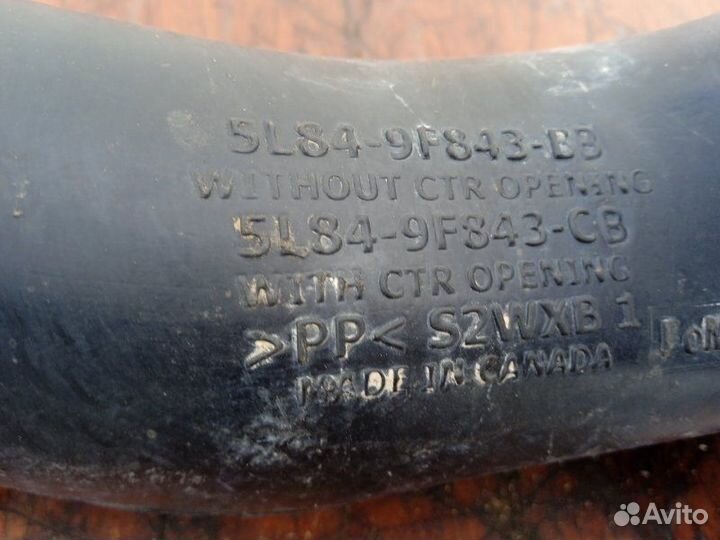 5L84-9F843-BB
WITHOUT CTR OPENING
5L84-9F843-CB
WITH CTR OPENING
>PP< S2WXB 1
MADE IN CANADA
Avito